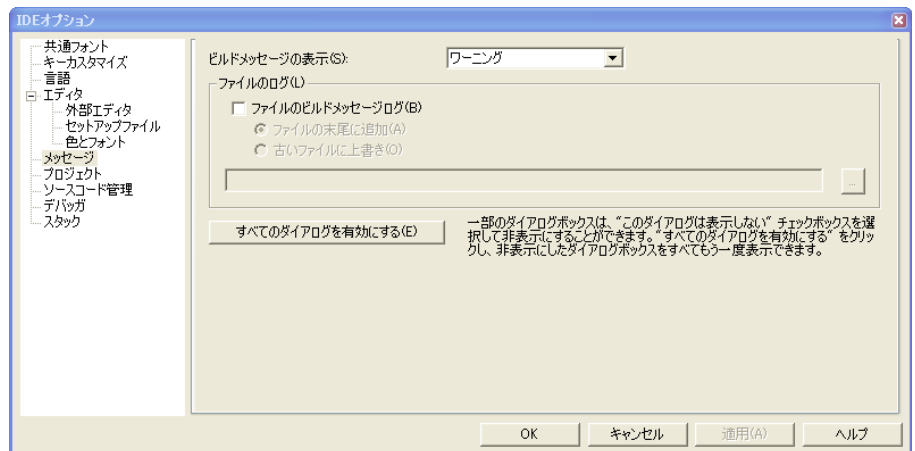 IDEオプション
共通フォント
キーカスタマイズ
言語
エディタ
外部エディタ
セットアップファイル
色とフォント
メッセージ
プロジェクト
ソースコード管理
デバッガ
スタック
ビルドメッセージの表示(S):
ワーニング
ファイルのログ(L)
ファイルのビルドメッセージログ(B)
ファイルの末尾に追加(A)
古いファイルに上書き(O)
...
すべてのダイアログを有効にする(E)
一部のダイアログボックスは、“このダイアログは表示しない” チェックボックスを選
択して非表示にすることができます。“すべてのダイアログを有効にする” をクリッ
クし、非表示にしたダイアログボックスをすべてもう一度表示できます。
OK
キャンセル
適用(A)
ヘルプ